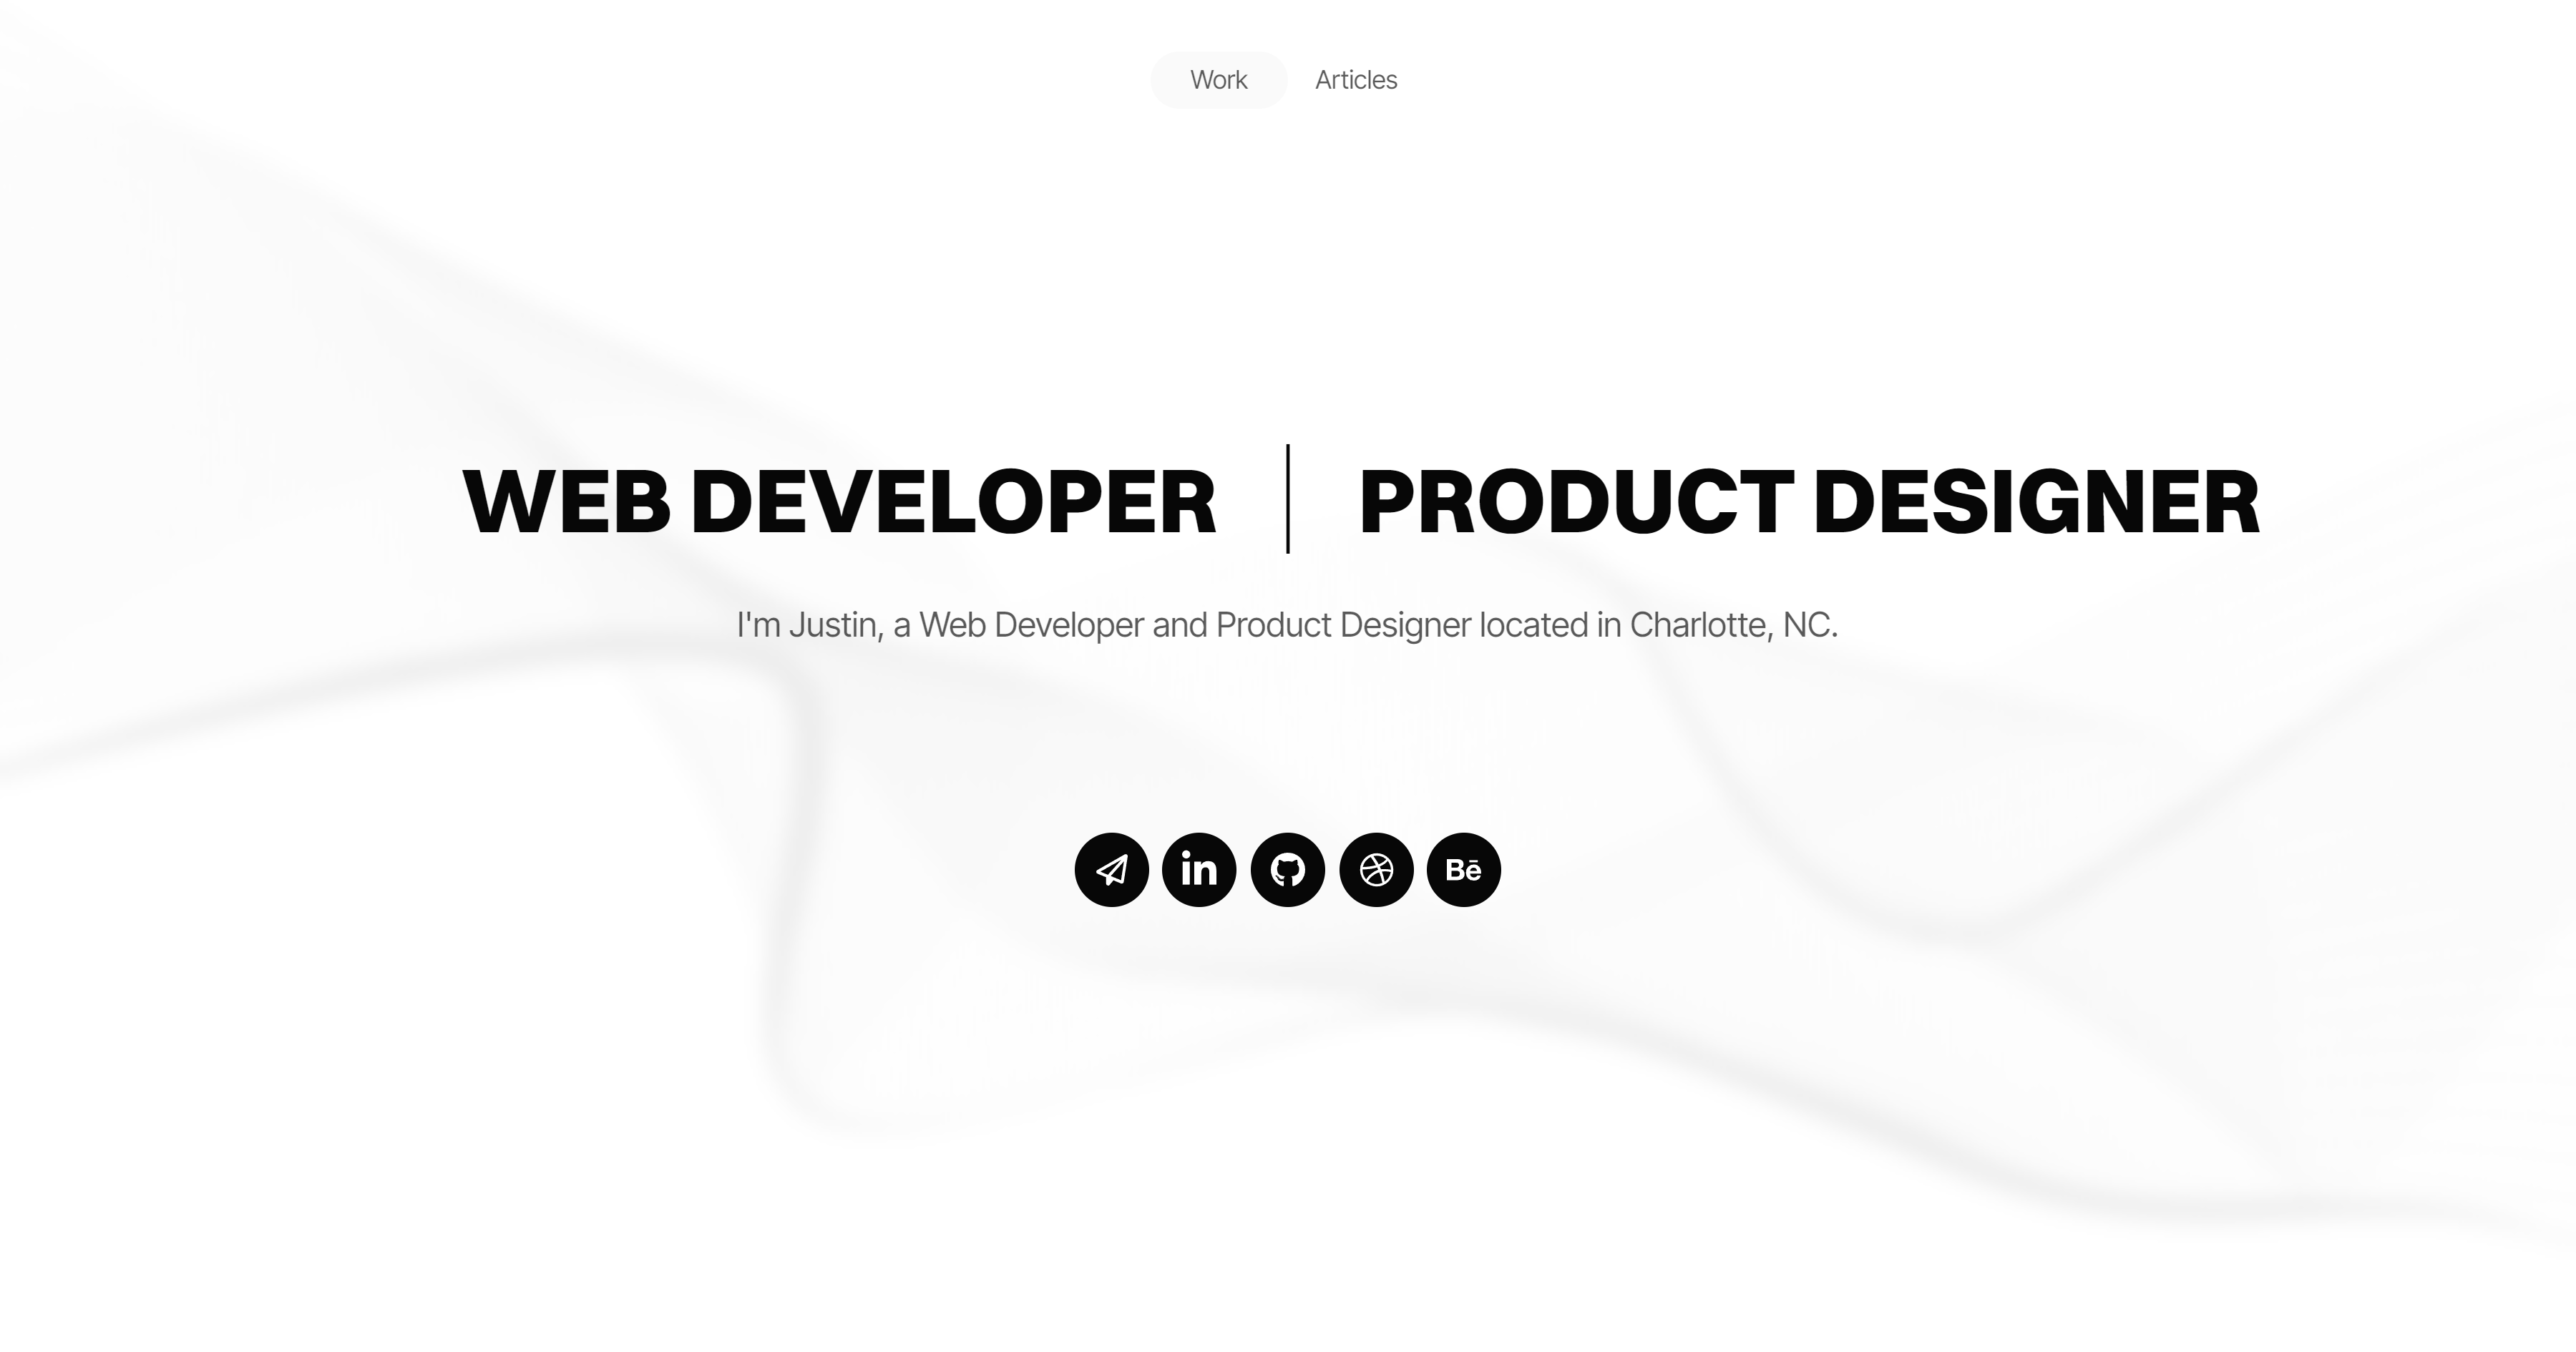 Work Articles
WEB DEVELOPER | PRODUCT DESIGNER
I'm Justin, a Web Developer and Product Designer located in Charlotte, NC.
in Bē